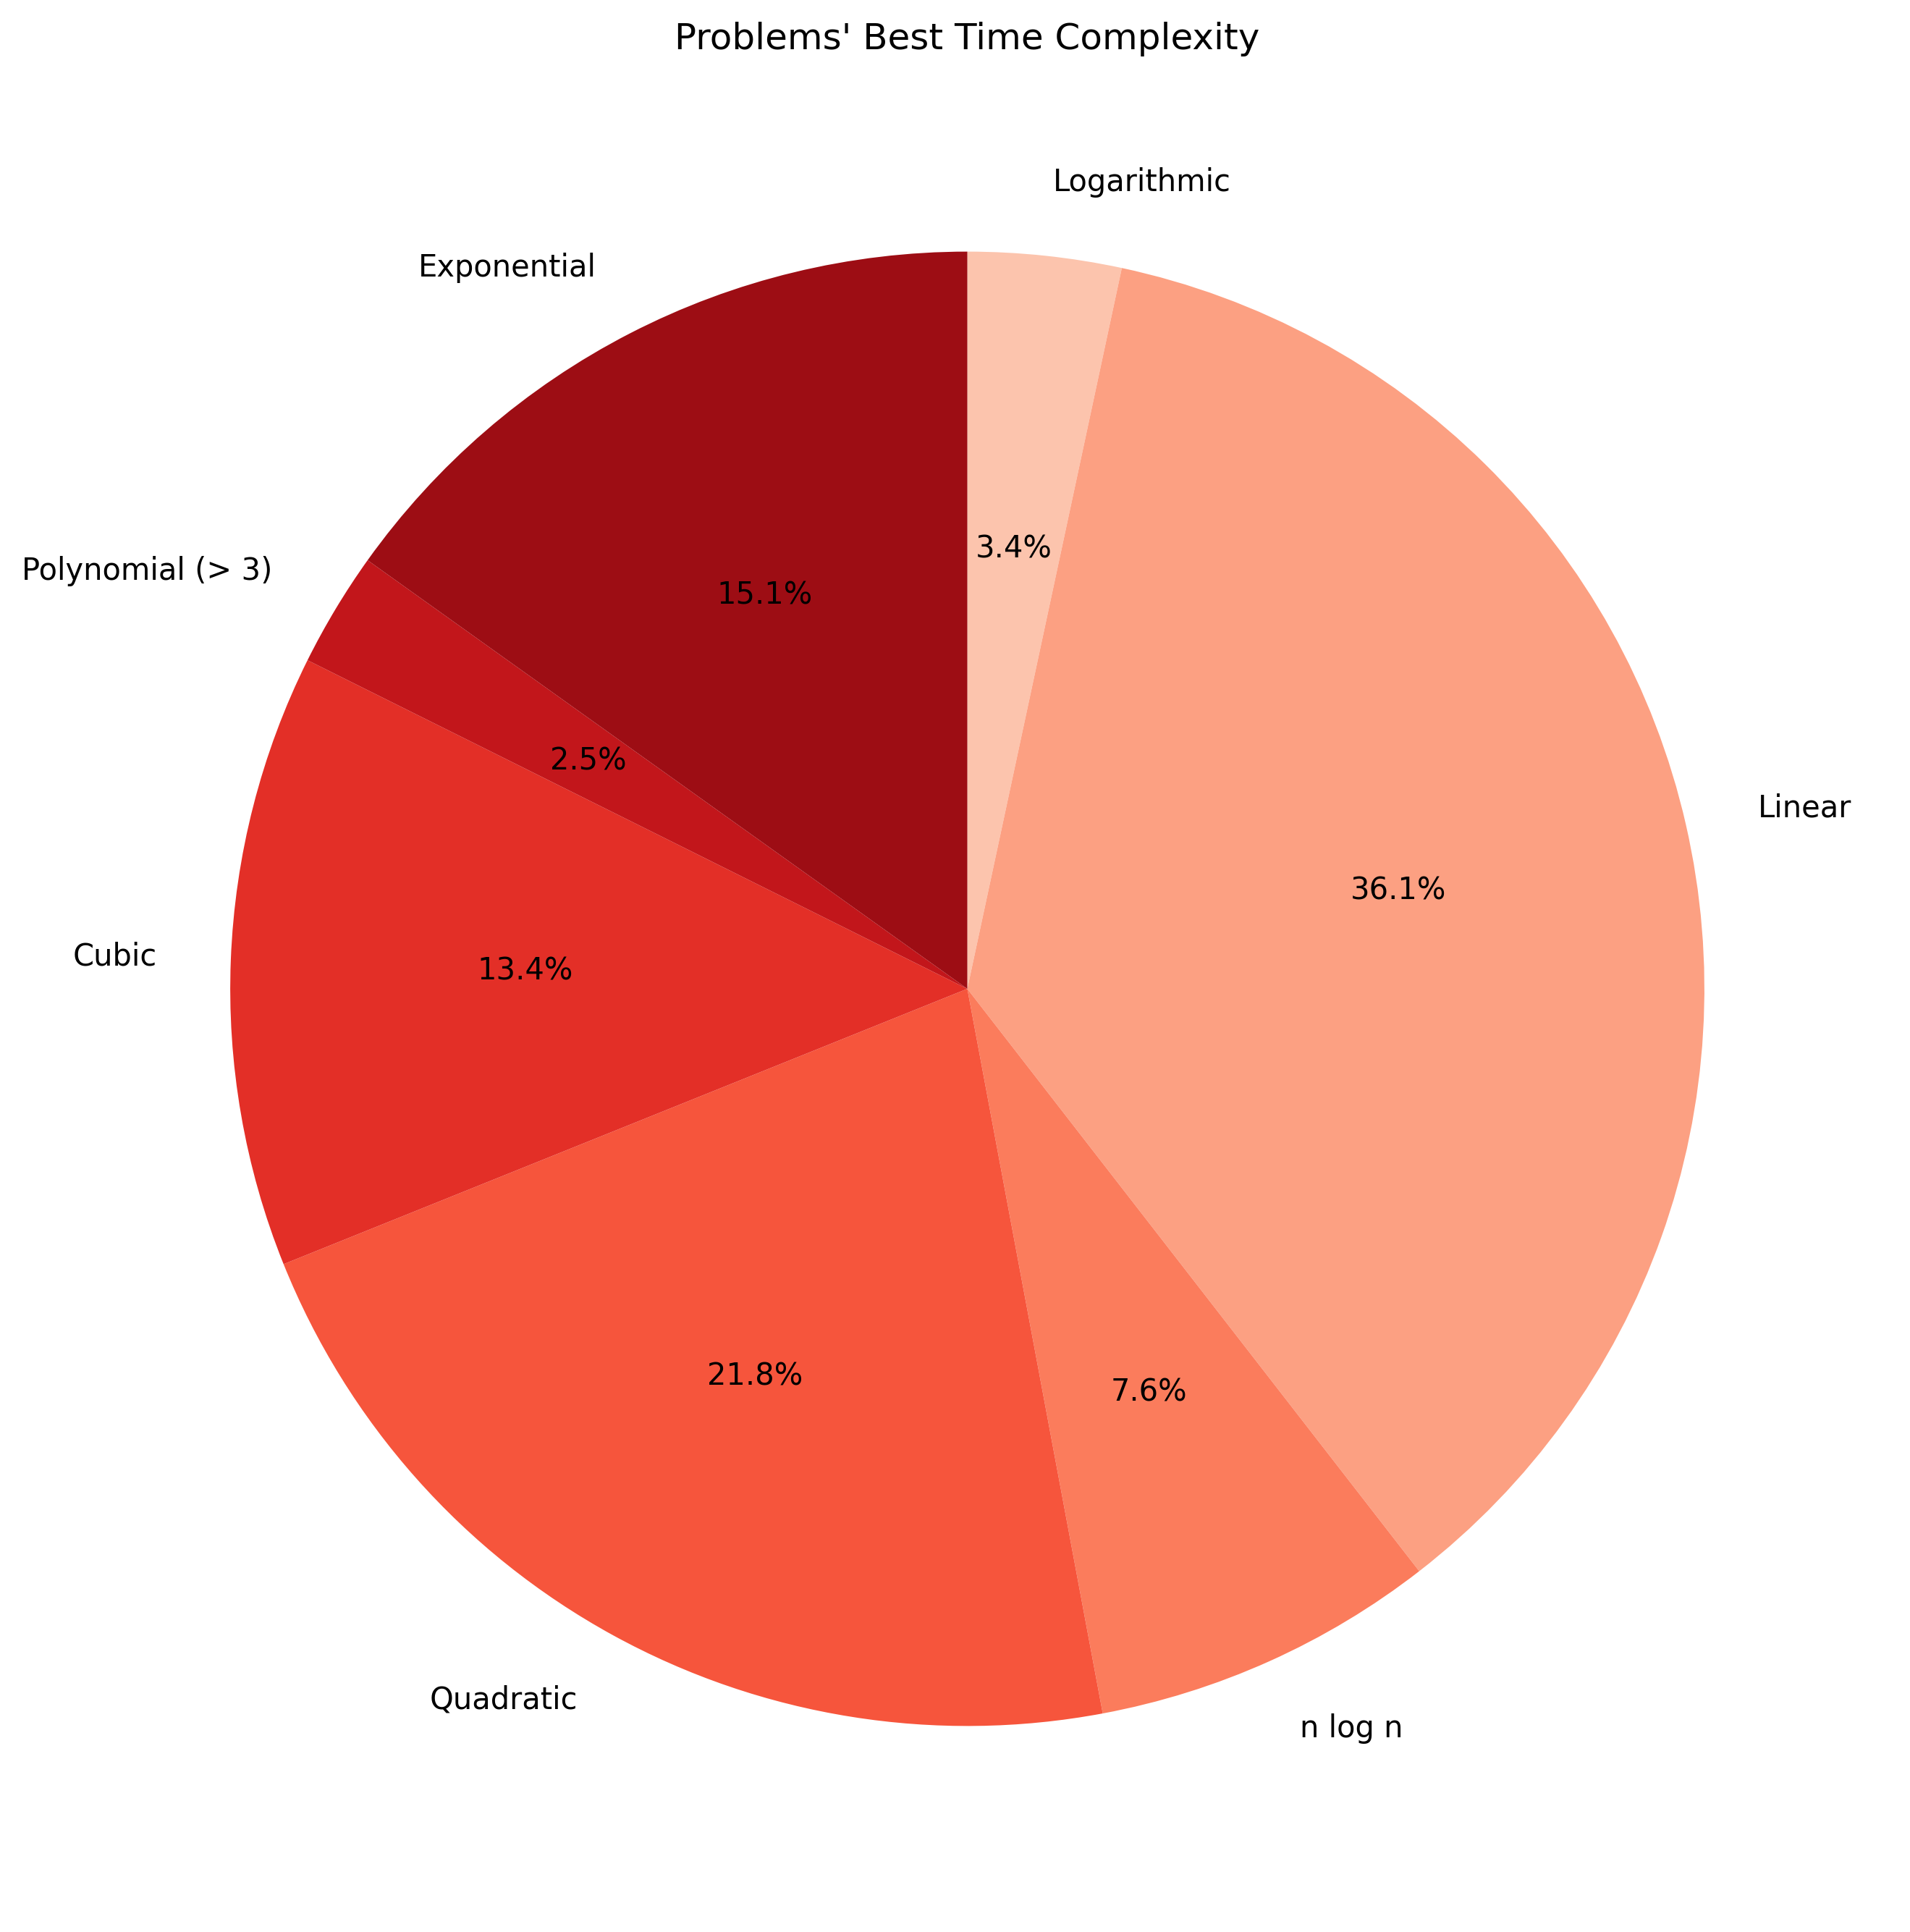 Problems' Best Time Complexity
Logarithmic
Exponential
3.4%
Polynomial (> 3)
15.1%
2.5%
Linear
36.1%
Cubic
13.4%
21.8%
7.6%
Quadratic
n log n